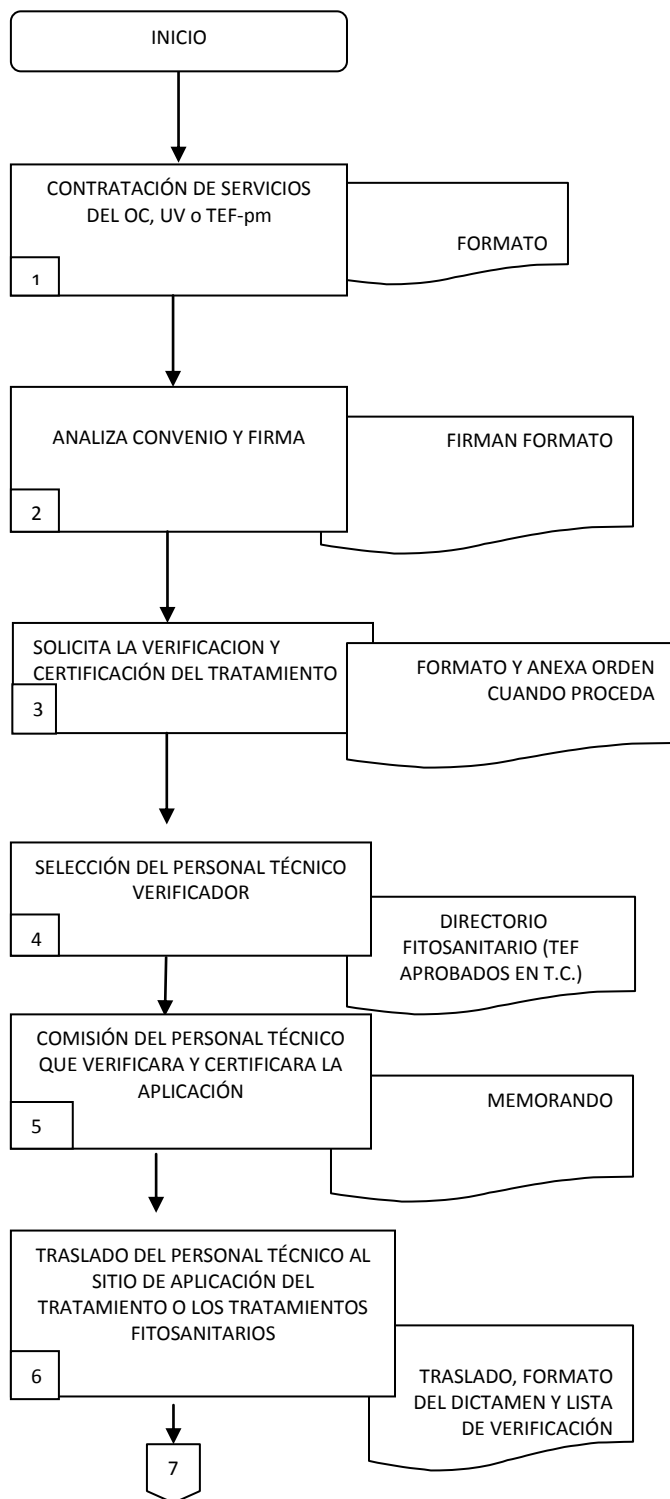 INICIO
CONTRATACIÓN DE SERVICIOS
DEL OC, UV o TEF-pm
FORMATO
1
ANALIZA CONVENIO Y FIRMA
FIRMAN FORMATO
2
SOLICITA LA VERIFICACION Y
CERTIFICACIÓN DEL TRATAMIENTO
FORMATO Y ANEXA ORDEN
CUANDO PROCEDA
3
SELECCIÓN DEL PERSONAL TÉCNICO
VERIFICADOR
DIRECTORIO
FITOSANITARIO (TEF
APROBADOS EN T.C.)
4
COMISIÓN DEL PERSONAL TÉCNICO
QUE VERIFICARA Y CERTIFICARA LA
APLICACIÓN
MEMORANDO
5
TRASLADO DEL PERSONAL TÉCNICO AL
SITIO DE APLICACIÓN DEL
TRATAMIENTO O LOS TRATAMIENTOS
FITOSANITARIOS
TRASLADO, FORMATO
DEL DICTAMEN Y LISTA
DE VERIFICACIÓN
6
7